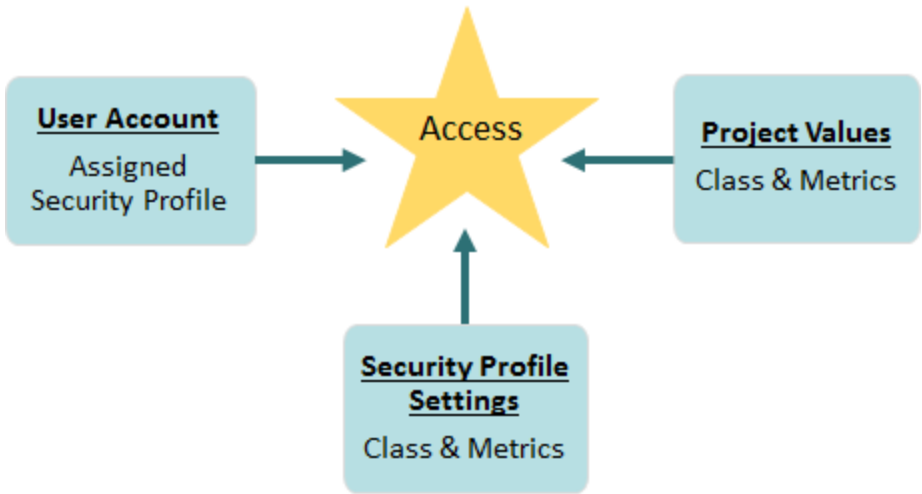 Access
User Account
Assigned
Security Profile
Project Values
Class & Metrics
Security Profile
Settings
Class & Metrics